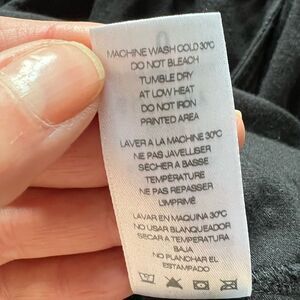 MACHINE WASH COLD 30°C
DO NOT BLEACH
TUMBLE DRY
AT LOW HEAT
DO NOT IRON
PRINTED AREA
LAVER A LA MACHINE 30°C
NE PAS JAVELLISER
SECHER A BASSE
TEMPÉRATURE
NE PAS REPASSER
L'IMPRIMÉ
LAVAR EN MAQUINA 30°C
NO USAR BLANQUEADOR
SECAR A TEMPERATURA
BAJA
NO PLANCHAR EL
ESTAMPADO